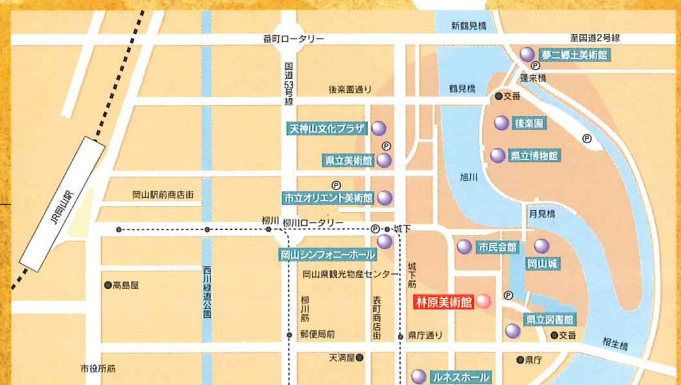 新鶴見橋
番町ロータリー
至国道2号線
夢二郷土美術館
P
蓬来橋
国道53号線
後楽園通り
鶴見橋
交番
天神山文化プラザ
後楽園
P
P
県立美術館
県立博物館
旭川
P
岡山駅前商店街
市立オリエント美術館
JR岡山駅
月見橋
柳川
柳川ロータリー
P
城下
岡山シンフォニーホール
市民会館
岡山城
岡山県観光物産センター
城下筋
西川緑道公園
高島屋
柳川筋
表町商店街
林原美術館
P
県立図書館
郵便局前
県庁通り
交番
相生橋
天満屋
県庁
市役所筋
ルネスホール